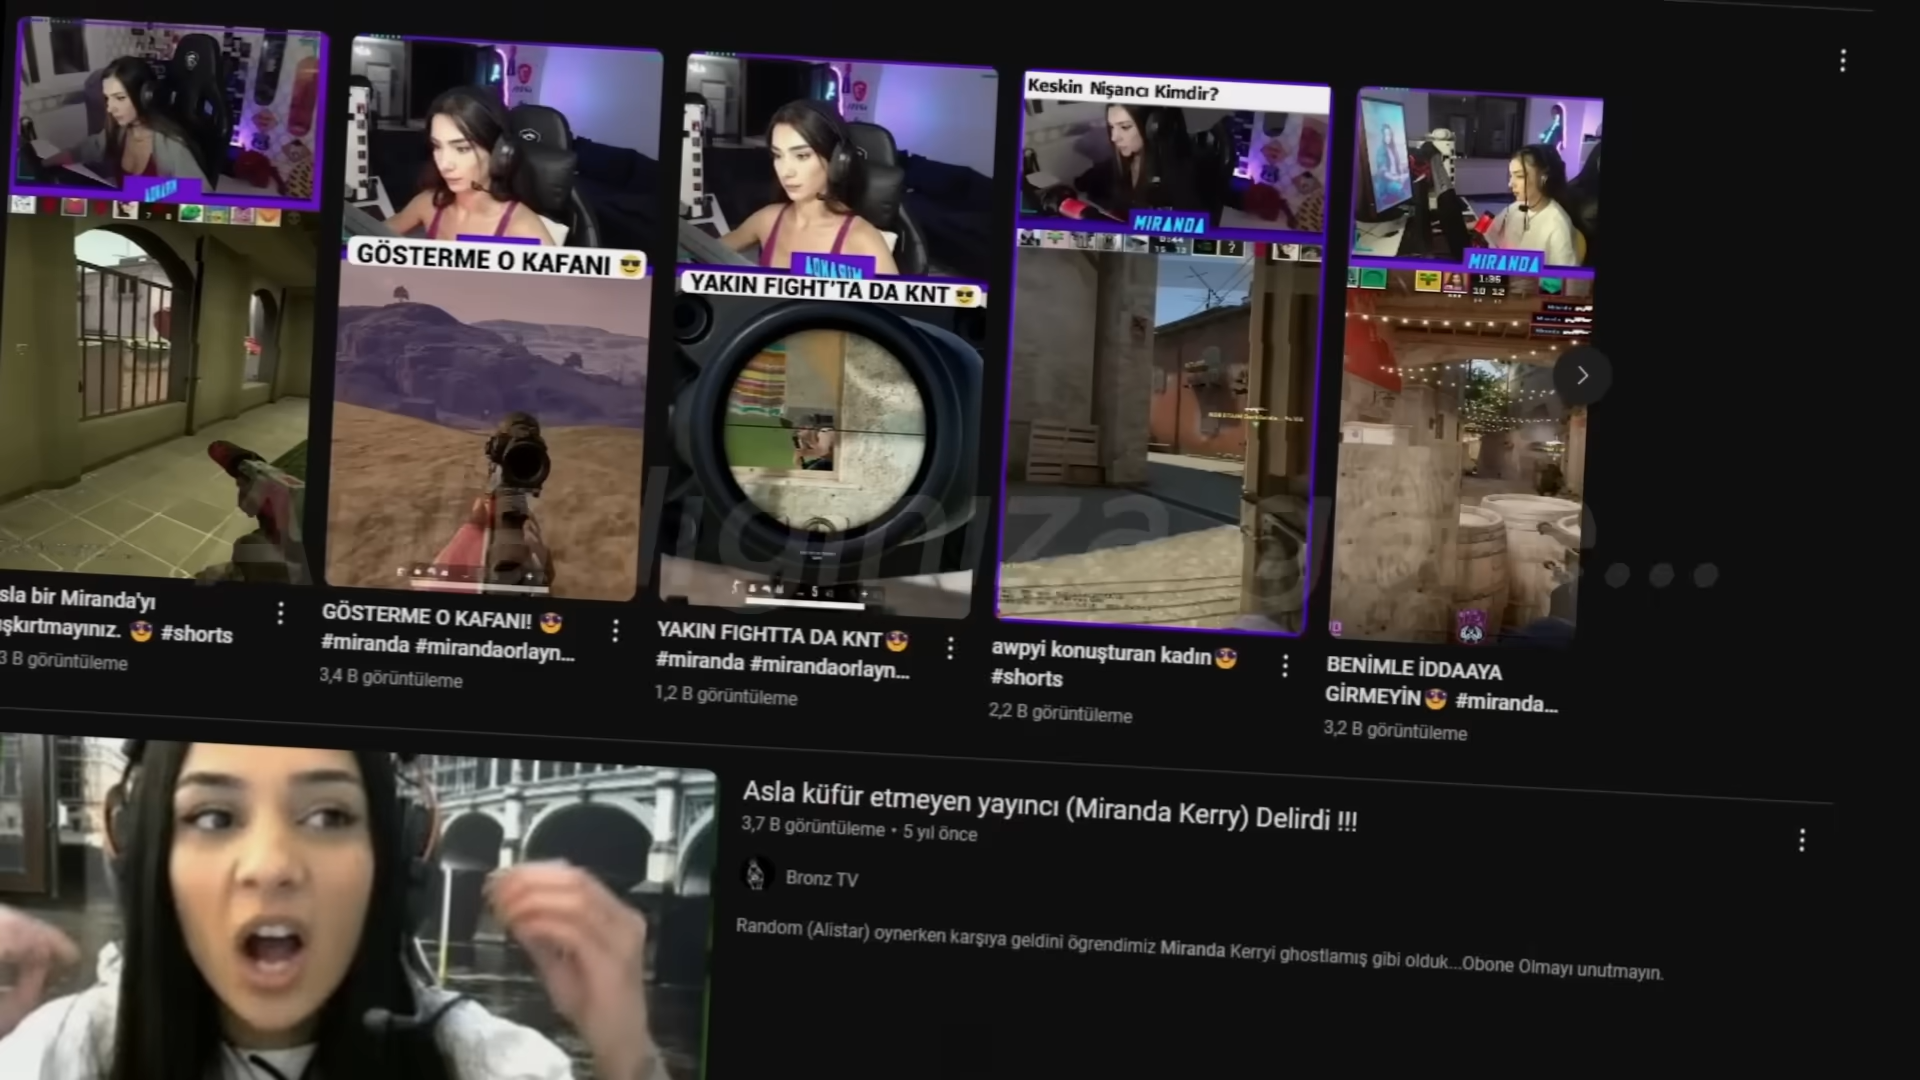 Keskin Nişancı Kimdir?
MIRANDA
MIRANDA
GÖSTERME O KAFANI 😎
YAKIN FIGHT'TA DA KNT 😎
sla bir Miranda'yı
şkırtmayınız. 😎 #shorts
3 B görüntüleme
GÖSTERME O KAFANI! 😎
#miranda #mirandaorlayn...
3,4 B görüntüleme
YAKIN FIGHTTA DA KNT 😎
#miranda #mirandaorlayn...
1,2 B görüntüleme
awpyi konuşturan kadın 😎
#shorts
2,2 B görüntüleme
BENİMLE İDDAAYA
GİRMEYİN 😎 #miranda...
3,2 B görüntüleme
Asla küfür etmeyen yayıncı (Miranda Kerry) Delirdi !!!
3,7 B görüntüleme • 5 yıl önce
Bronz TV
Random (Alistar) oynerken karşıya geldini ögrendimiz Miranda Kerryi ghostlamış gibi olduk...Obone Olmayı unutmayın.